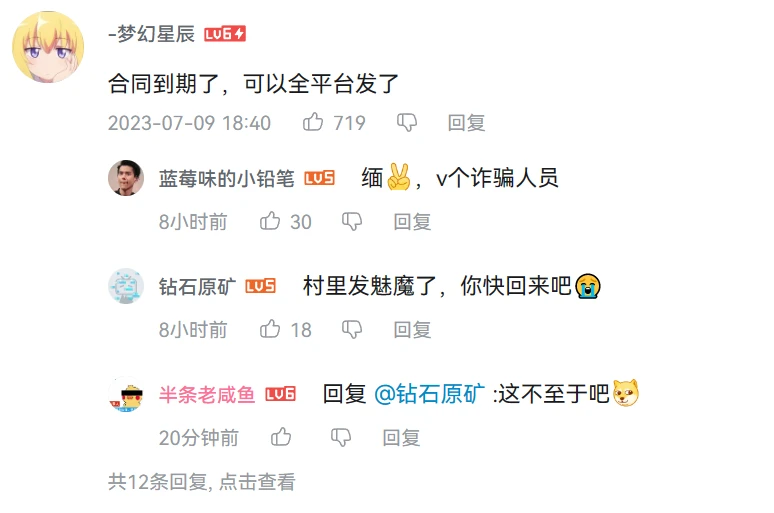 -梦幻星辰 LV6
合同到期了，可以全平台发了
2023-07-09 18:40 719 回复
蓝莓味的小铅笔 LV5 缅✌️，v个诈骗人员
8小时前 30 回复
钻石原矿 LV5 村里发魅魔了，你快回来吧😭
8小时前 18 回复
半条老咸鱼 LV6 回复 @钻石原矿 :这不至于吧
20分钟前 回复
共12条回复, 点击查看